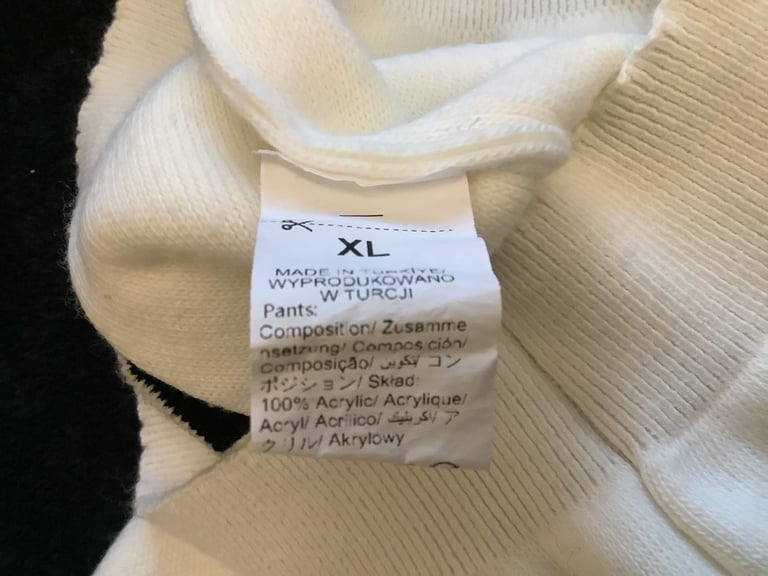 XL
MADE IN TURKIYE/
WYPRODUKOWANO
W TURCJI
Pants:
Composition/ Zusamme
nsetzung/ Composición/
Composição/ تكوين/ コン
ポジション/ Skład:
100% Acrylic/ Acrylique/
Acryl/ Acrílico/ اكريليك/ ア
クリル/ Akrylowy